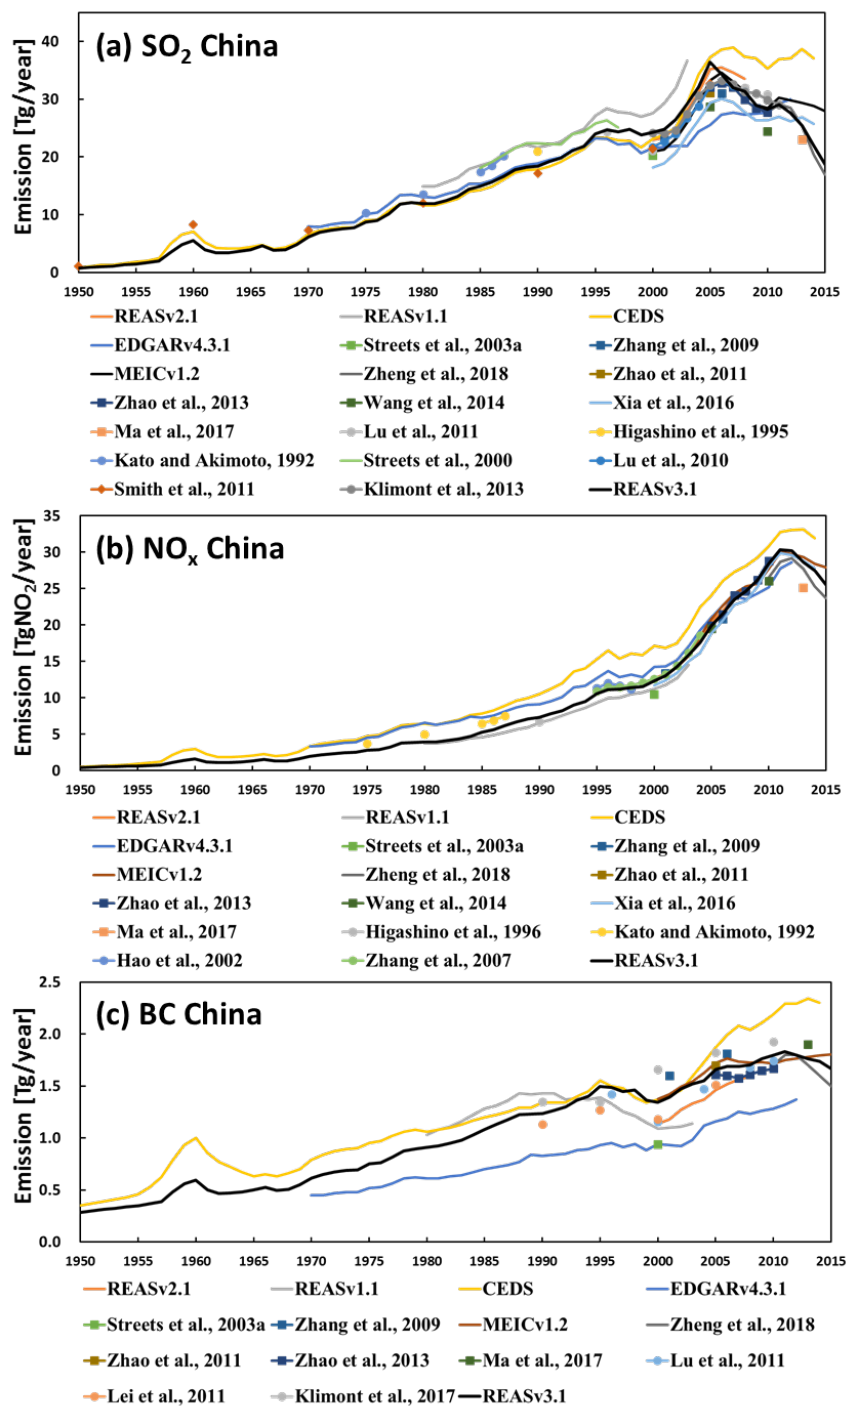 (a) SO2 China
Emission [Tg/year]
40
30
20
10
0
1950 1955 1960 1965 1970 1975 1980 1985 1990 1995 2000 2005 2010 2015
REASv2.1 REASv1.1 CEDS
EDGARv4.3.1 Streets et al., 2003a Zhang et al., 2009
MEICv1.2 Zheng et al., 2018 Zhao et al., 2011
Zhao et al., 2013 Wang et al., 2014 Xia et al., 2016
Ma et al., 2017 Lu et al., 2011 Higashino et al., 1995
Kato and Akimoto, 1992 Streets et al., 2000 Lu et al., 2010
Smith et al., 2011 Klimont et al., 2013 REASv3.1
(b) NOx China
Emission [TgNO2/year]
35
30
25
20
15
10
5
0
1950 1955 1960 1965 1970 1975 1980 1985 1990 1995 2000 2005 2010 2015
REASv2.1 REASv1.1 CEDS
EDGARv4.3.1 Streets et al., 2003a Zhang et al., 2009
MEICv1.2 Zheng et al., 2018 Zhao et al., 2011
Zhao et al., 2013 Wang et al., 2014 Xia et al., 2016
Ma et al., 2017 Higashino et al., 1996 Kato and Akimoto, 1992
Hao et al., 2002 Zhang et al., 2007 REASv3.1
(c) BC China
Emission [Tg/year]
2.5
2.0
1.5
1.0
0.5
0.0
1950 1955 1960 1965 1970 1975 1980 1985 1990 1995 2000 2005 2010 2015
REASv2.1 REASv1.1 CEDS EDGARv4.3.1
Streets et al., 2003a Zhang et al., 2009 MEICv1.2 Zheng et al., 2018
Zhao et al., 2011 Zhao et al., 2013 Ma et al., 2017 Lu et al., 2011
Lei et al., 2011 Klimont et al., 2017 REASv3.1